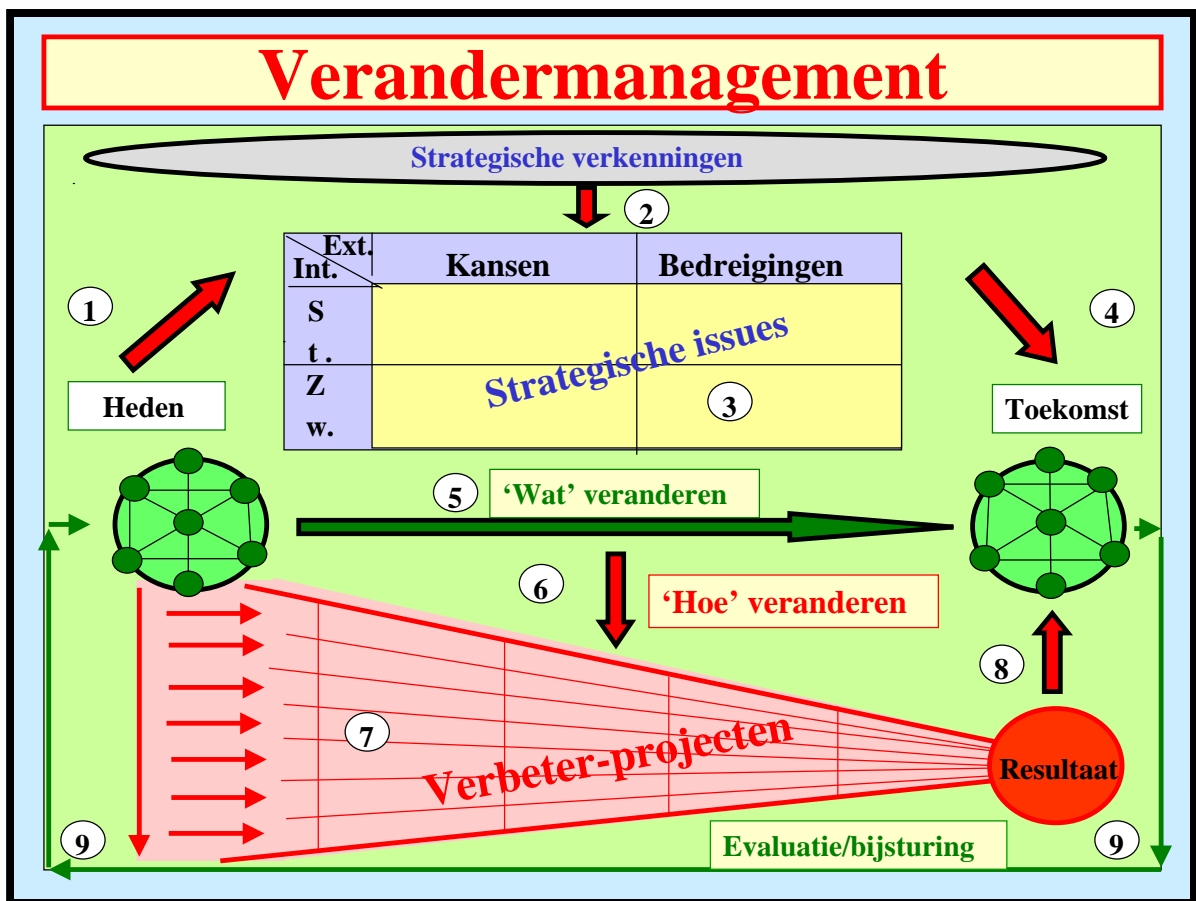 Verandermanagement
Strategische verkenningen
2
Ext.
Int.
Kansen
Bedreigingen
1
S
t.
Z
w.
Strategische issues
3
4
Heden
Toekomst
5
‘Wat’ veranderen
6
‘Hoe’ veranderen
8
7
Verbeter-projecten
Resultaat
9
Evaluatie/bijsturing
9